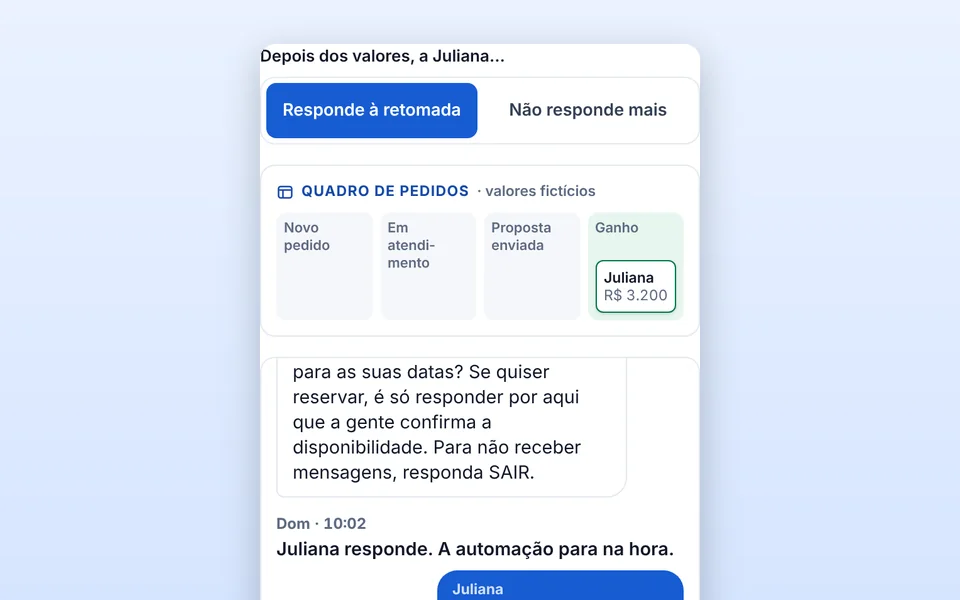 Depois dos valores, a Juliana...
Responde à retomada
Não responde mais
QUADRO DE PEDIDOS · valores fictícios
Novo
pedido
Em
atendi-
mento
Proposta
enviada
Ganho
Juliana
R$ 3.200
para as suas datas? Se quiser
reservar, é só responder por aqui
que a gente confirma a
disponibilidade. Para não receber
mensagens, responda SAIR.
Dom · 10:02
Juliana responde. A automação para na hora.
Juliana